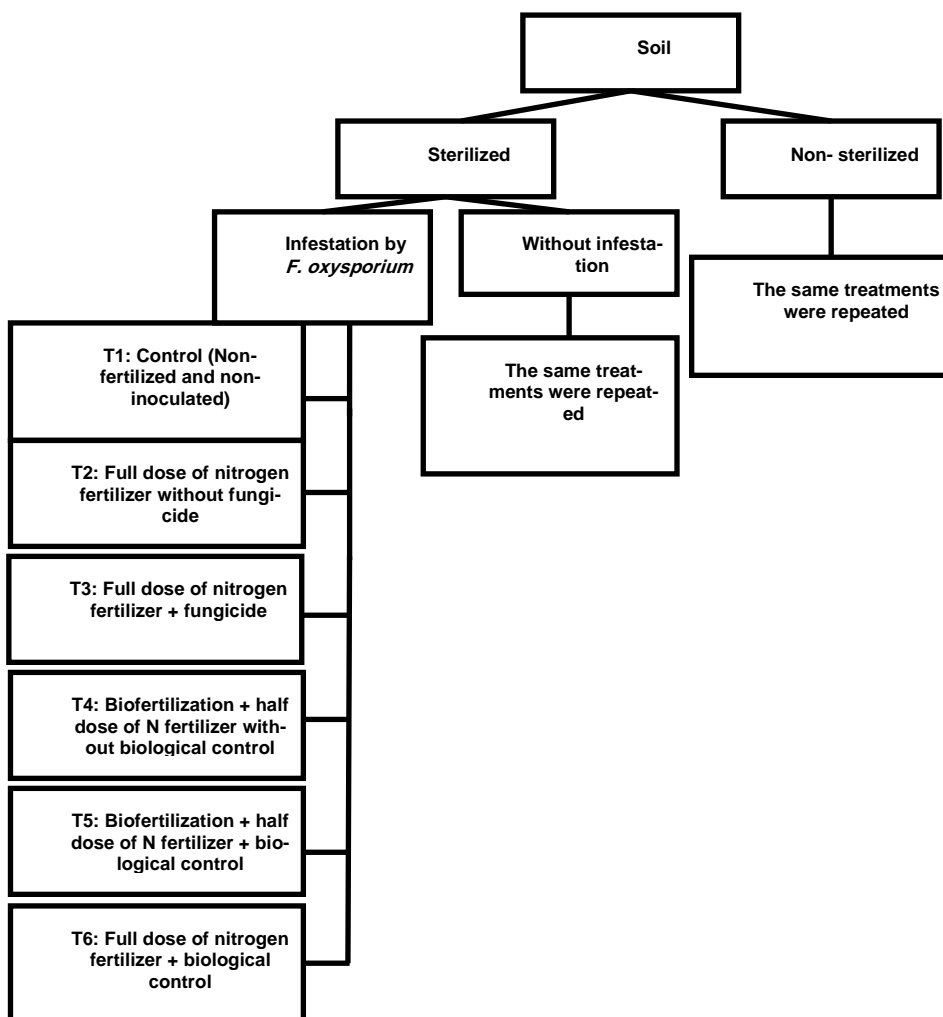 Soil
Sterilized
Non- sterilized
Infestation by
F. oxysporium
Without infesta-
tion
The same treatments
were repeated
The same treat-
ments were repeat-
ed
T1: Control (Non-
fertilized and non-
inoculated)
T2: Full dose of nitrogen
fertilizer without fungi-
cide
T3: Full dose of nitrogen
fertilizer + fungicide
T4: Biofertilization + half
dose of N fertilizer with-
out biological control
T5: Biofertilization + half
dose of N fertilizer + bio-
logical control
T6: Full dose of nitrogen
fertilizer + biological
control